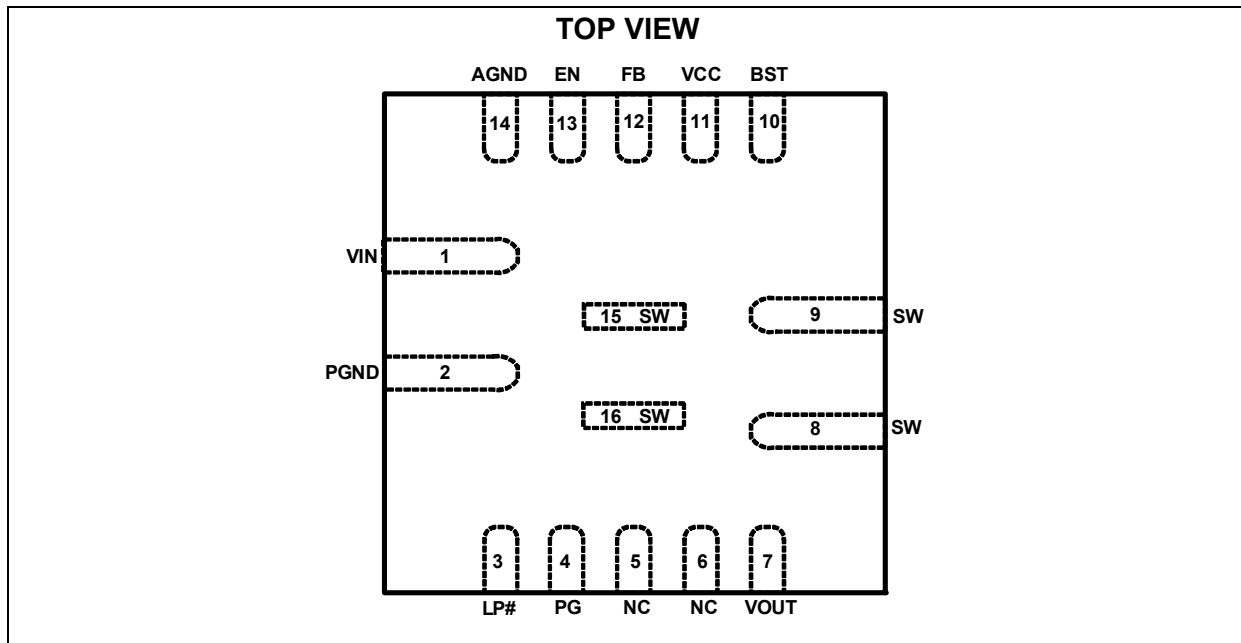 TOP VIEW
AGND EN FB VCC BST
14 13 12 11 10
VIN 1
15 SW 9 SW
PGND 2
16 SW 8 SW
3 4 5 6 7
LP# PG NC NC VOUT